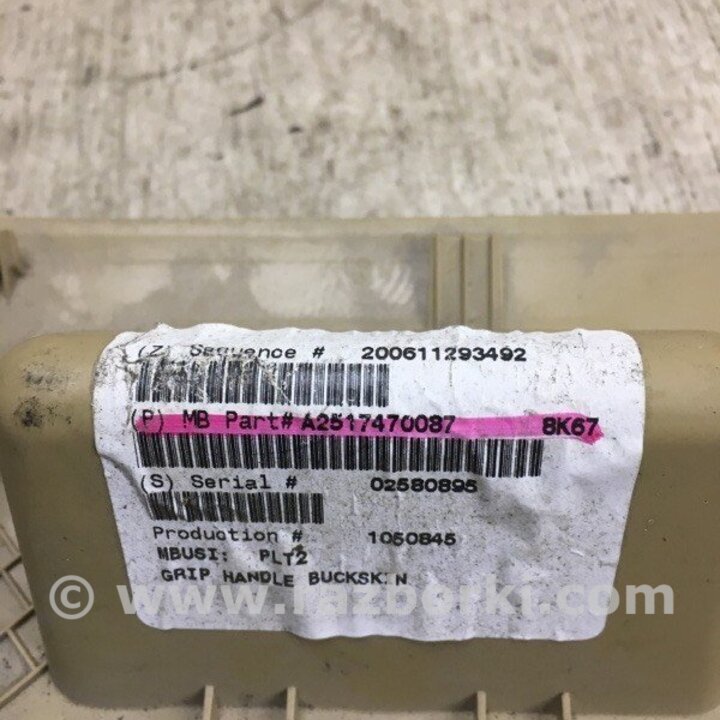 (Z) Sequence # 200611293492
(P) MB Part# A2517470087 8K67
(S) Serial # 02580895
Production # 1050845
MBUSI: PLT2
GRIP HANDLE BUCKSKIN
© www.razborki.com